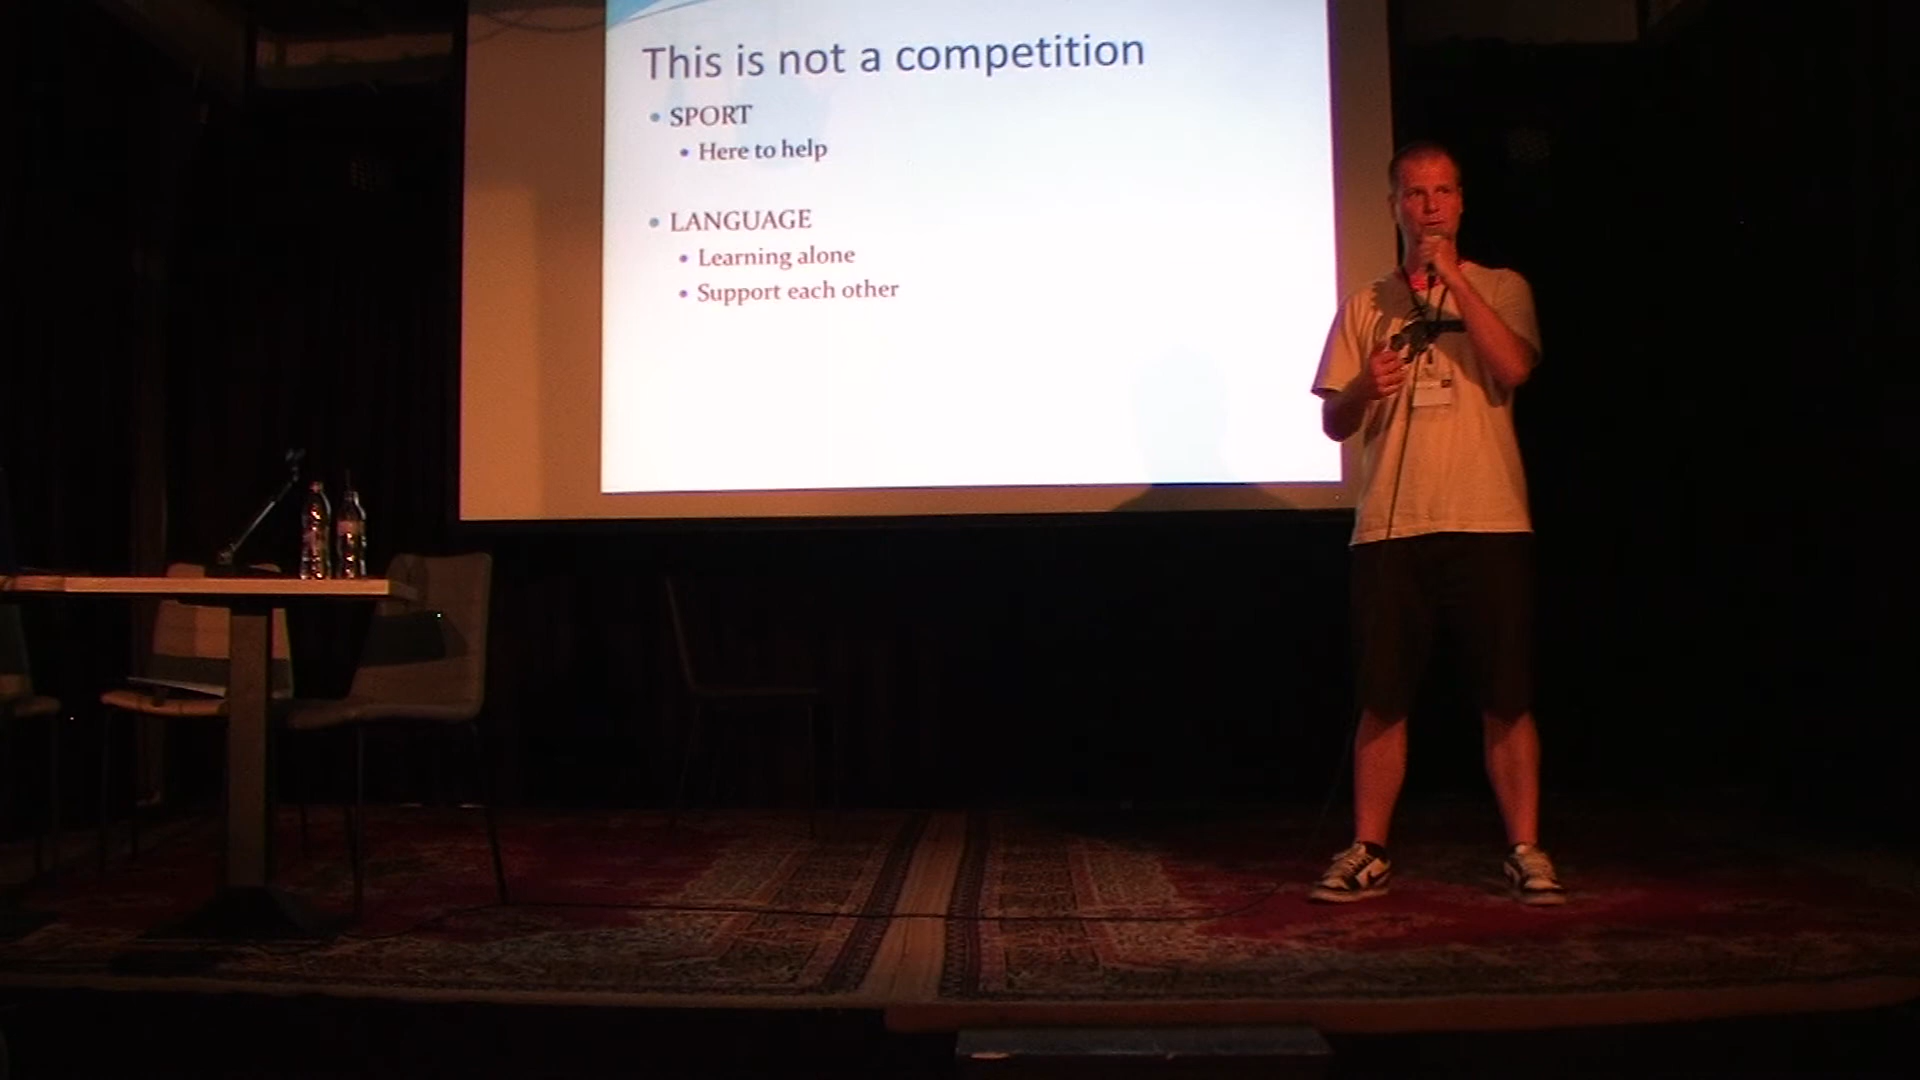 This is not a competition
SPORT
Here to help
LANGUAGE
Learning alone
Support each other